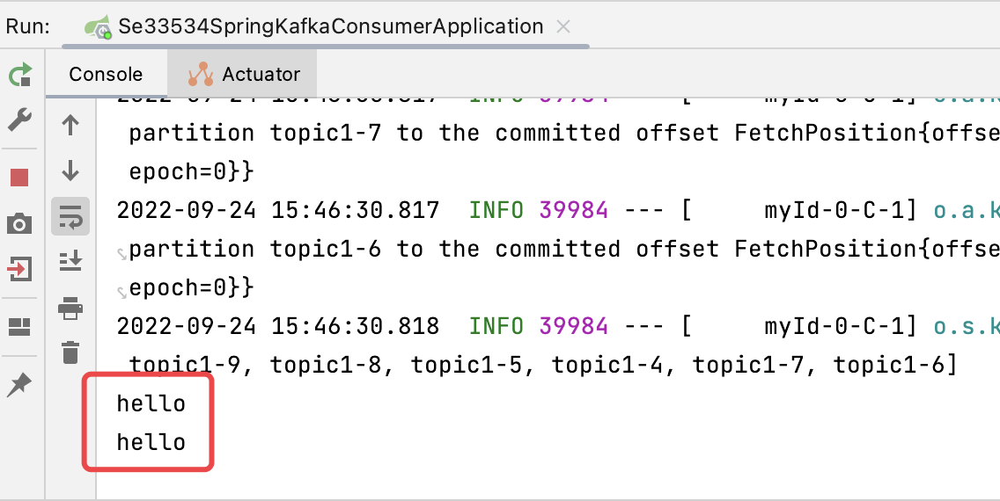 Run: Se33534SpringKafkaConsumerApplication
Console Actuator
partition topic1-7 to the committed offset FetchPosition{offse
epoch=0}}
2022-09-24 15:46:30.817 INFO 39984 --- [ myId-0-C-1] o.a.k
partition topic1-6 to the committed offset FetchPosition{offse
epoch=0}}
2022-09-24 15:46:30.818 INFO 39984 --- [ myId-0-C-1] o.s.k
topic1-9, topic1-8, topic1-5, topic1-4, topic1-7, topic1-6]
hello
hello